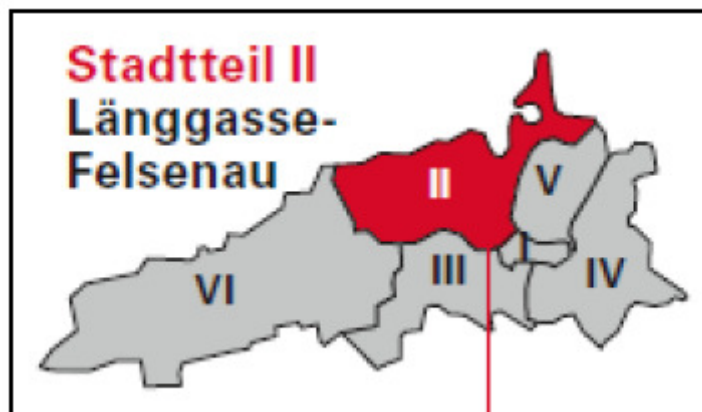 Stadtteil II
Länggasse-
Felsenau
II
V
I
III
IV
VI